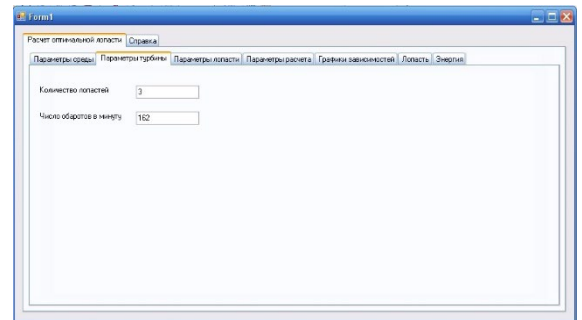 Form1
Расчет оптимальной лопасти Справка
Параметры среды Параметры турбины Параметры лопасти Параметры расчета Графики зависимостей Лопасть Энергия
Количество лопастей 3
Число обаротов в минуту 162